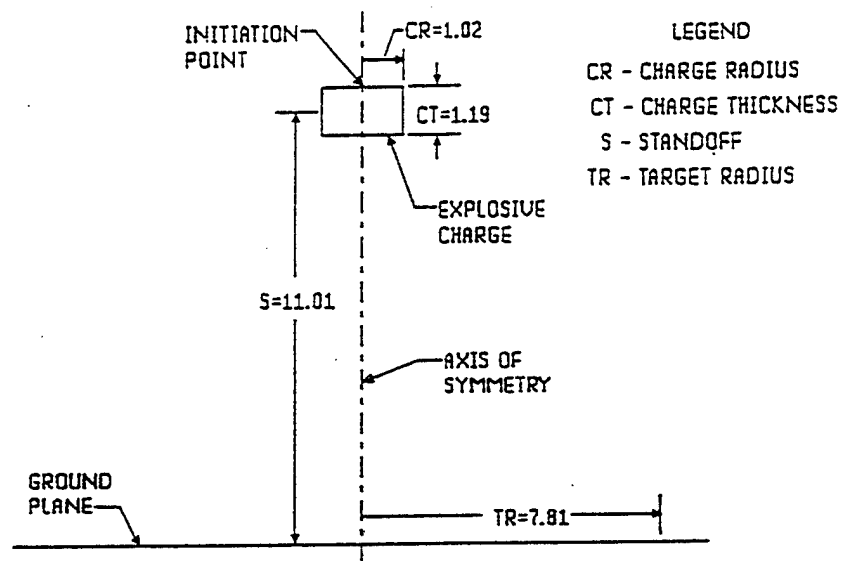 INITIATION
POINT
CR=1.02
CT=1.19
EXPLOSIVE
CHARGE
S=11.01
AXIS OF
SYMMETRY
GROUND
PLANE
TR=7.81
LEGEND
CR - CHARGE RADIUS
CT - CHARGE THICKNESS
S - STANDOFF
TR - TARGET RADIUS